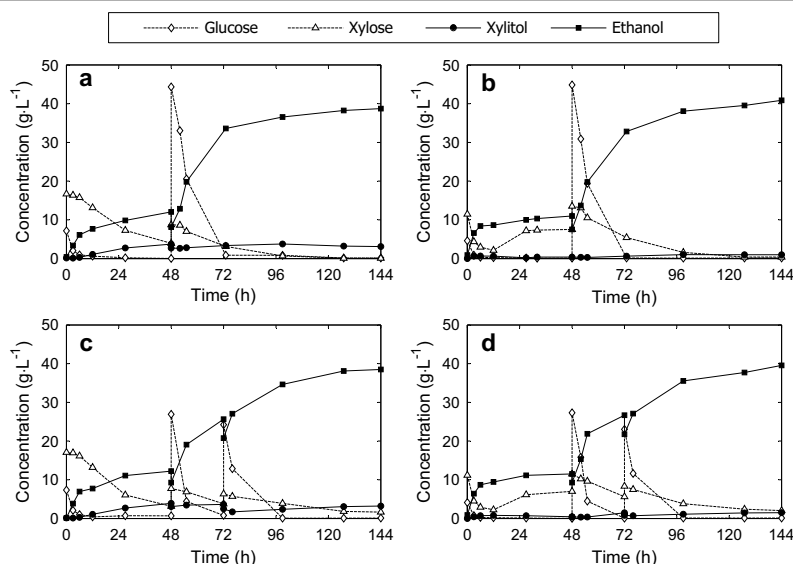 Glucose Xylose Xylitol Ethanol
a
Concentration (g·L⁻¹)
50
40
30
20
10
0
0 24 48 72 96 120 144
Time (h)
b
Concentration (g·L⁻¹)
50
40
30
20
10
0
0 24 48 72 96 120 144
Time (h)
c
Concentration (g·L⁻¹)
50
40
30
20
10
0
0 24 48 72 96 120 144
Time (h)
d
Concentration (g·L⁻¹)
50
40
30
20
10
0
0 24 48 72 96 120 144
Time (h)